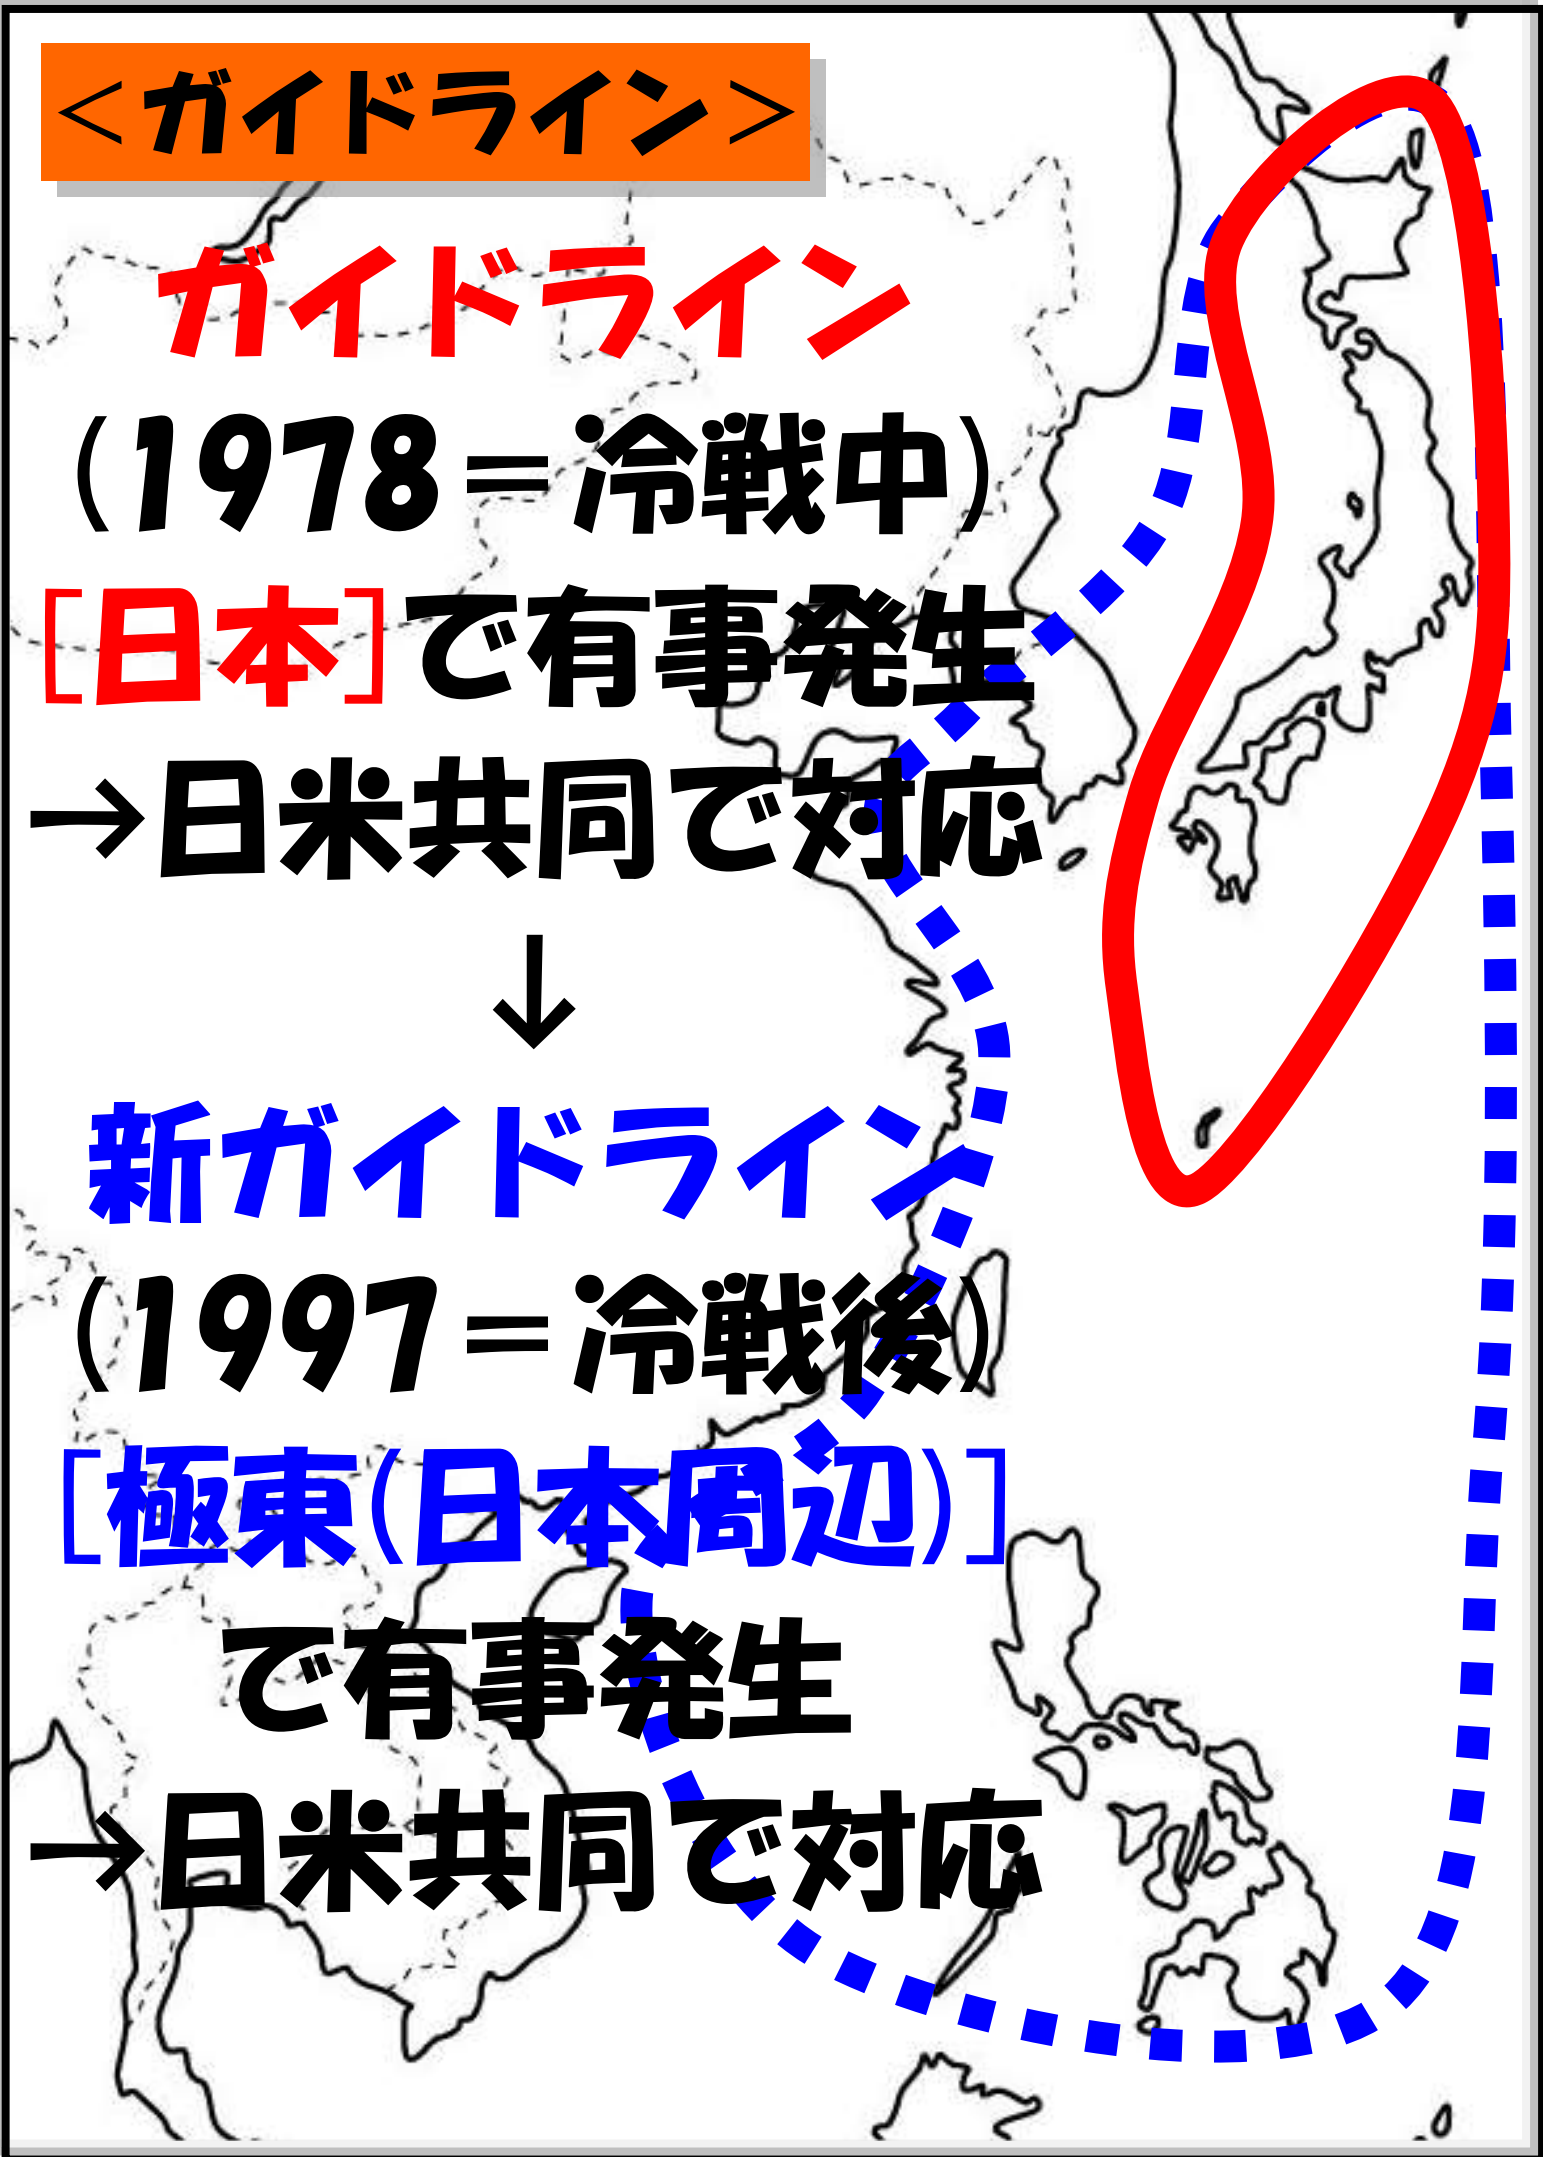 <ガイドライン>
ガイドライン
(1978=冷戦中)
[日本]で有事発生
→日米共同で対応
↓
新ガイドライン
(1997=冷戦後)
[極東(日本周辺)]
で有事発生
→日米共同で対応